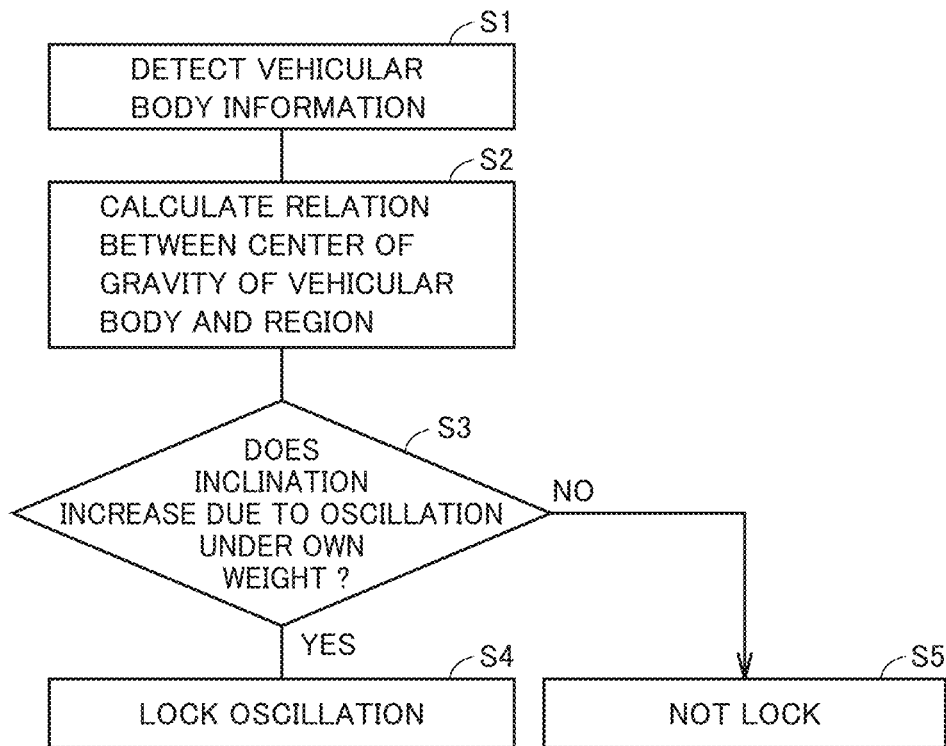 S1
DETECT VEHICULAR
BODY INFORMATION
S2
CALCULATE RELATION
BETWEEN CENTER OF
GRAVITY OF VEHICULAR
BODY AND REGION
S3
DOES
INCLINATION
INCREASE DUE TO OSCILLATION
UNDER OWN
WEIGHT ?
NO
YES
S4
LOCK OSCILLATION
S5
NOT LOCK